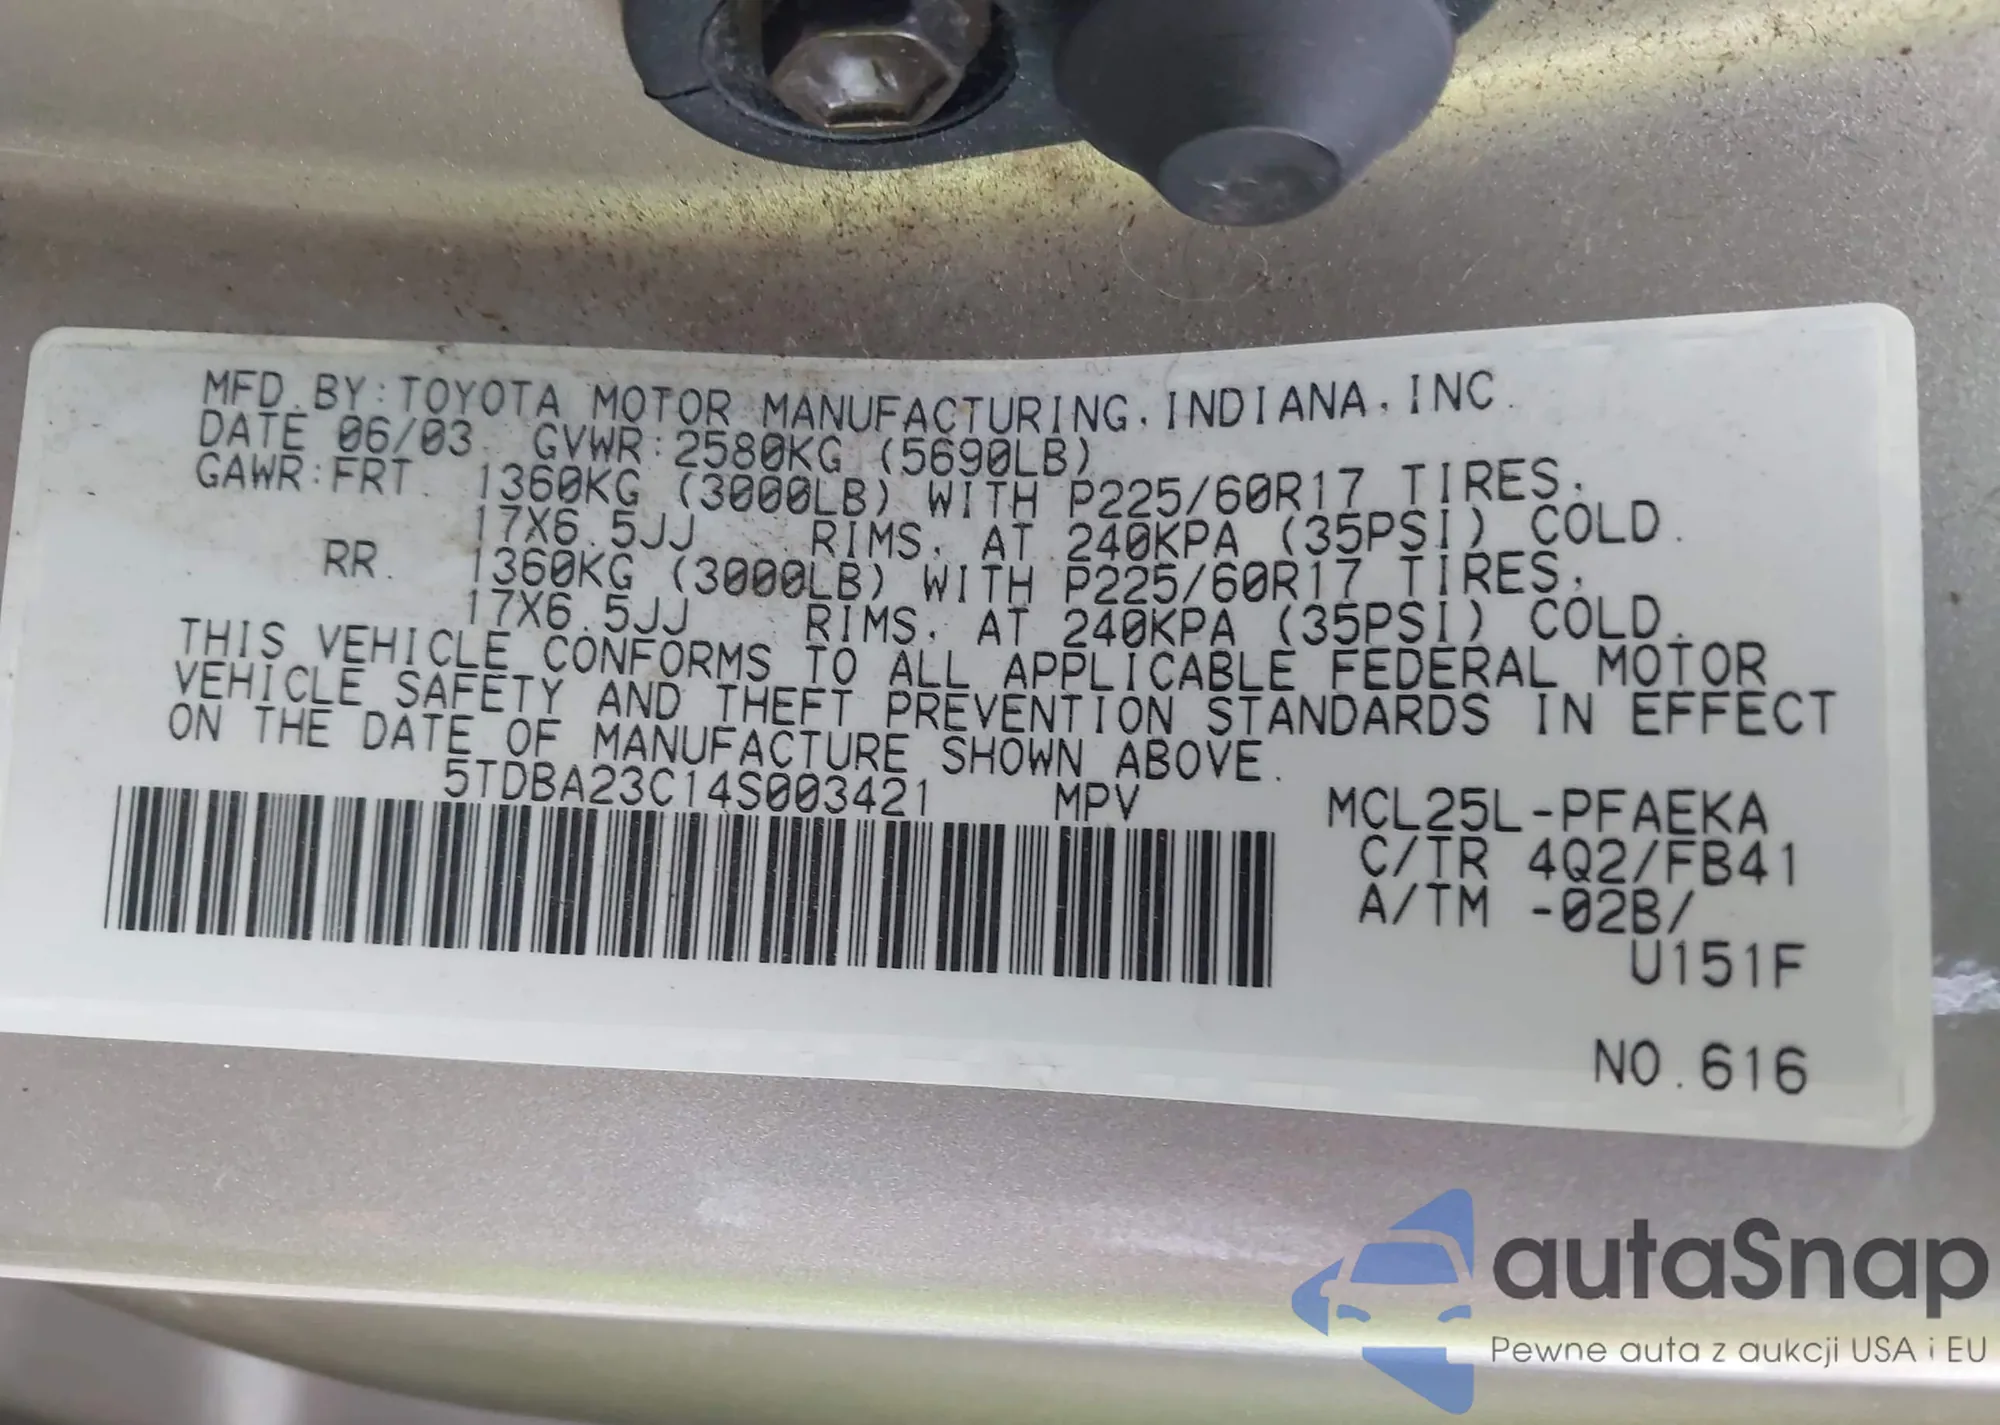 MFD. BY: TOYOTA MOTOR MANUFACTURING, INDIANA, INC.
DATE 06/03 GVWR: 2580KG (5690LB)
GAWR: FRT. 1360KG (3000LB) WITH P225/60R17 TIRES,
17X6.5JJ RIMS, AT 240KPA (35PSI) COLD.
RR. 1360KG (3000LB) WITH P225/60R17 TIRES,
17X6.5JJ RIMS, AT 240KPA (35PSI) COLD.
THIS VEHICLE CONFORMS TO ALL APPLICABLE FEDERAL MOTOR
VEHICLE SAFETY AND THEFT PREVENTION STANDARDS IN EFFECT
ON THE DATE OF MANUFACTURE SHOWN ABOVE.
5TDBA23C14S003421 MPV MCL25L-PFAEKA
C/TR 4Q2/FB41
A/TM -02B/
U151F
NO.616
autaSnap
Pewne auta z aukcji USA i EU